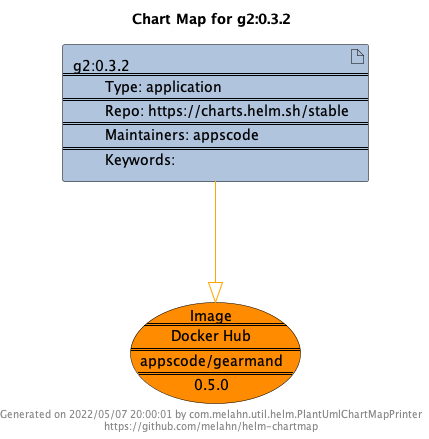 Chart Map for g2:0.3.2
g2:0.3.2
Type: application
Repo: https://charts.helm.sh/stable
Maintainers: appscode
Keywords:
Image
Docker Hub
appscode/gearmand
0.5.0
Generated on 2022/05/07 20:00:01 by com.melahn.util.helm.PlantUmlChartMapPrinter
https://github.com/melahn/helm-chartmap